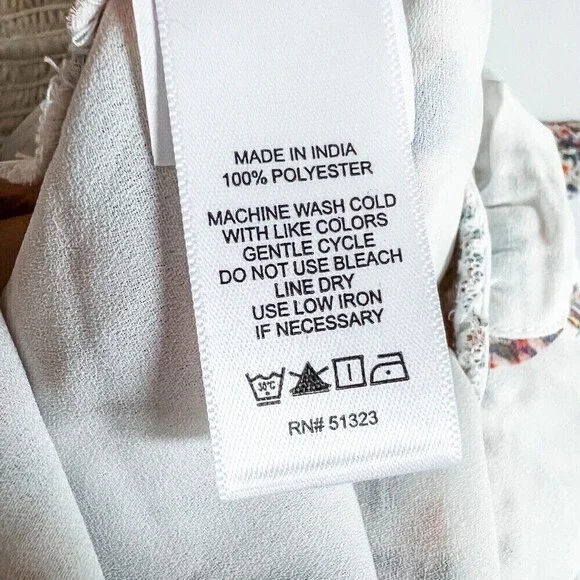 MADE IN INDIA
100% POLYESTER
MACHINE WASH COLD
WITH LIKE COLORS
GENTLE CYCLE
DO NOT USE BLEACH
LINE DRY
USE LOW IRON
IF NECESSARY
30°C
RN# 51323